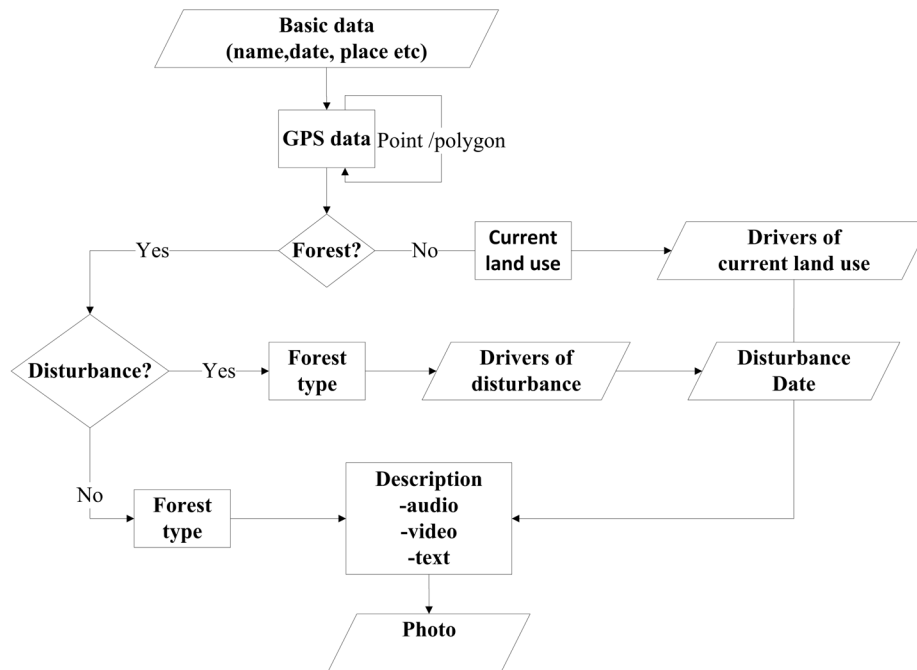 Basic data
(name,date, place etc)
GPS data
Point /polygon
Yes
Forest?
No
Current
land use
Drivers of
current land use
Disturbance?
Yes
Forest
type
Drivers of
disturbance
Disturbance
Date
No
Forest
type
Description
-audio
-video
-text
Photo